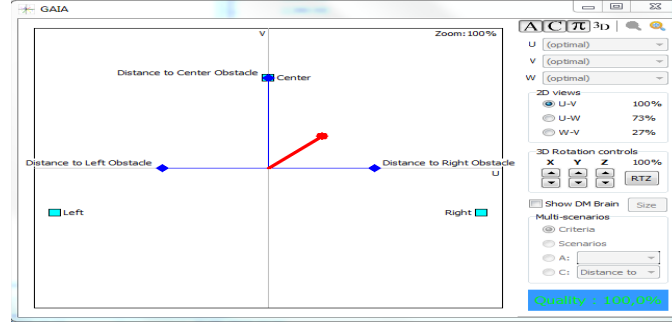 GAIA
V
Zoom: 100%
Distance to Center Obstacle
Center
Distance to Left Obstacle
Distance to Right Obstacle
U
Left
Right
A C π 3D
U (optimal)
V (optimal)
W (optimal)
2D views
U-V 100%
U-W 73%
W-V 27%
3D Rotation controls
X Y Z 100%
RTZ
Show DM Brain Size
Multi-scenarios
Criteria
Scenarios
A:
C: Distance to
Quality : 100,0%